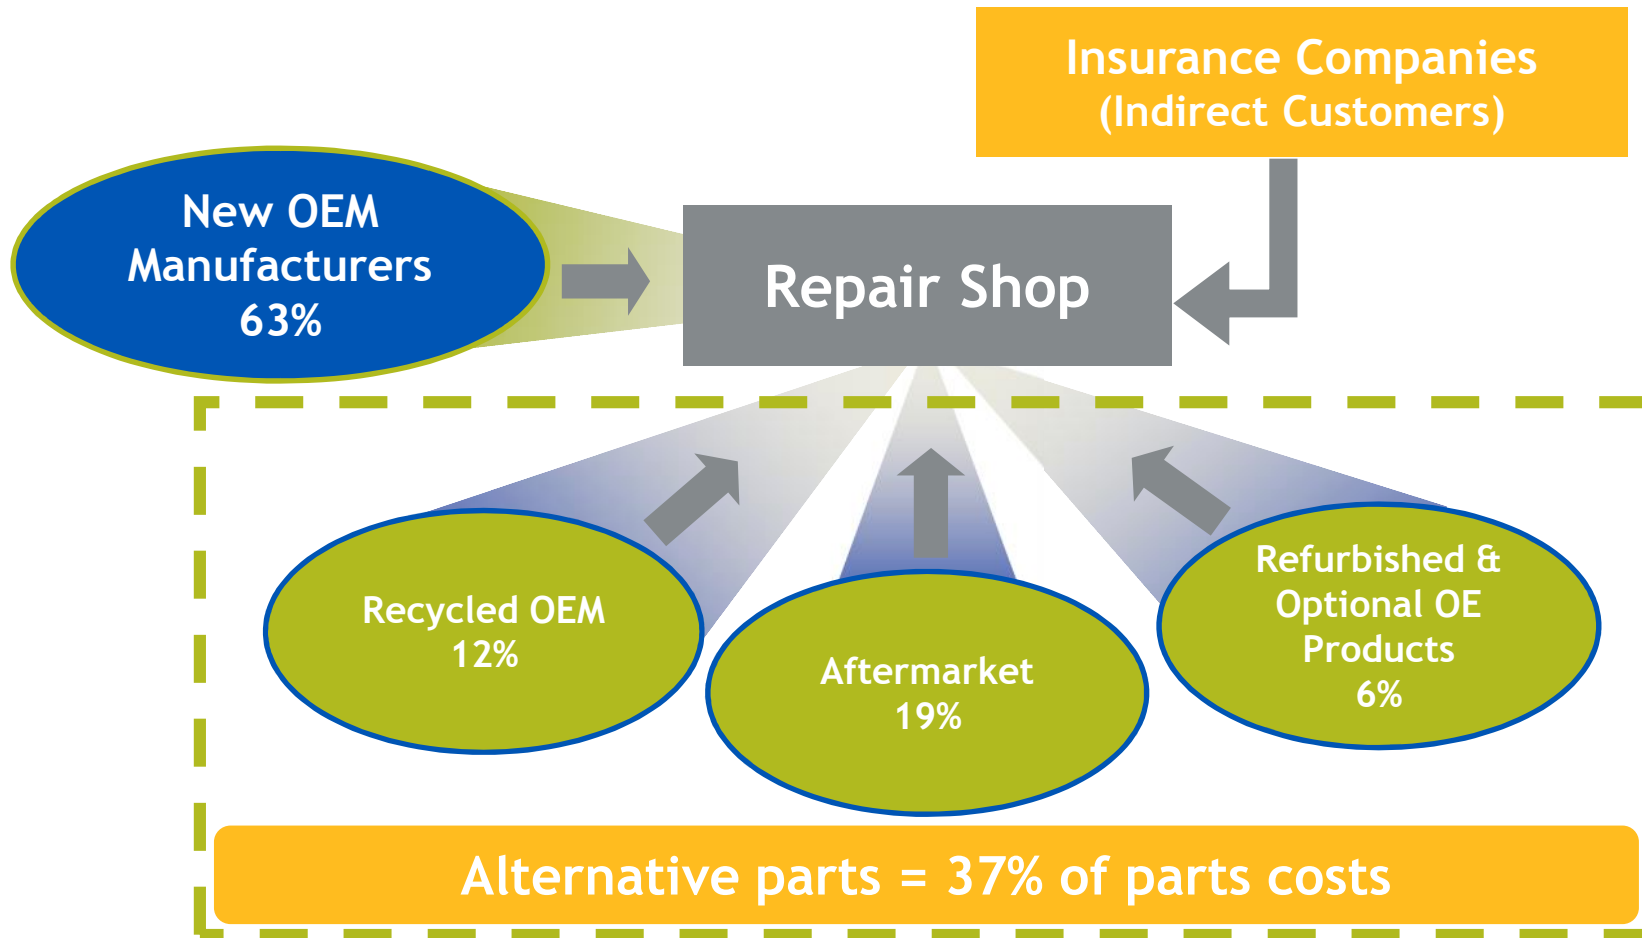 Insurance Companies
(Indirect Customers)
New OEM
Manufacturers
63%
Repair Shop
Recycled OEM
12%
Aftermarket
19%
Refurbished &
Optional OE
Products
6%
Alternative parts = 37% of parts costs